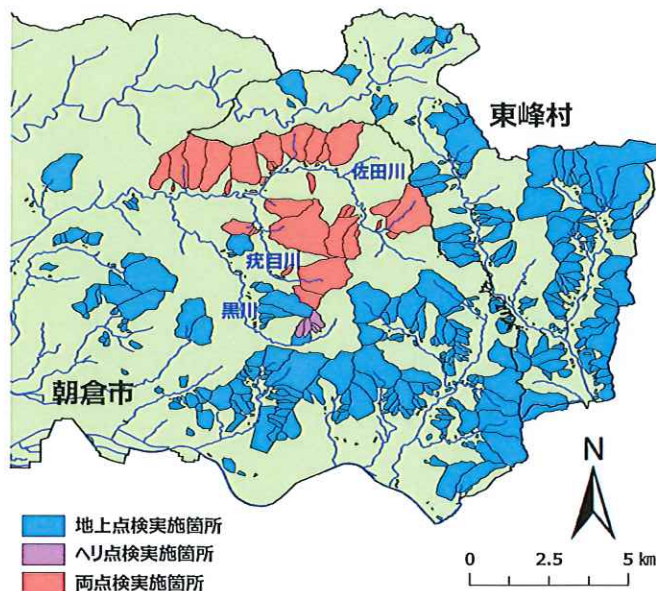 東峰村
佐田川
疣目川
黒川
朝倉市
N
地上点検実施箇所
ヘリ点検実施箇所
両点検実施箇所
0 2.5 5 km